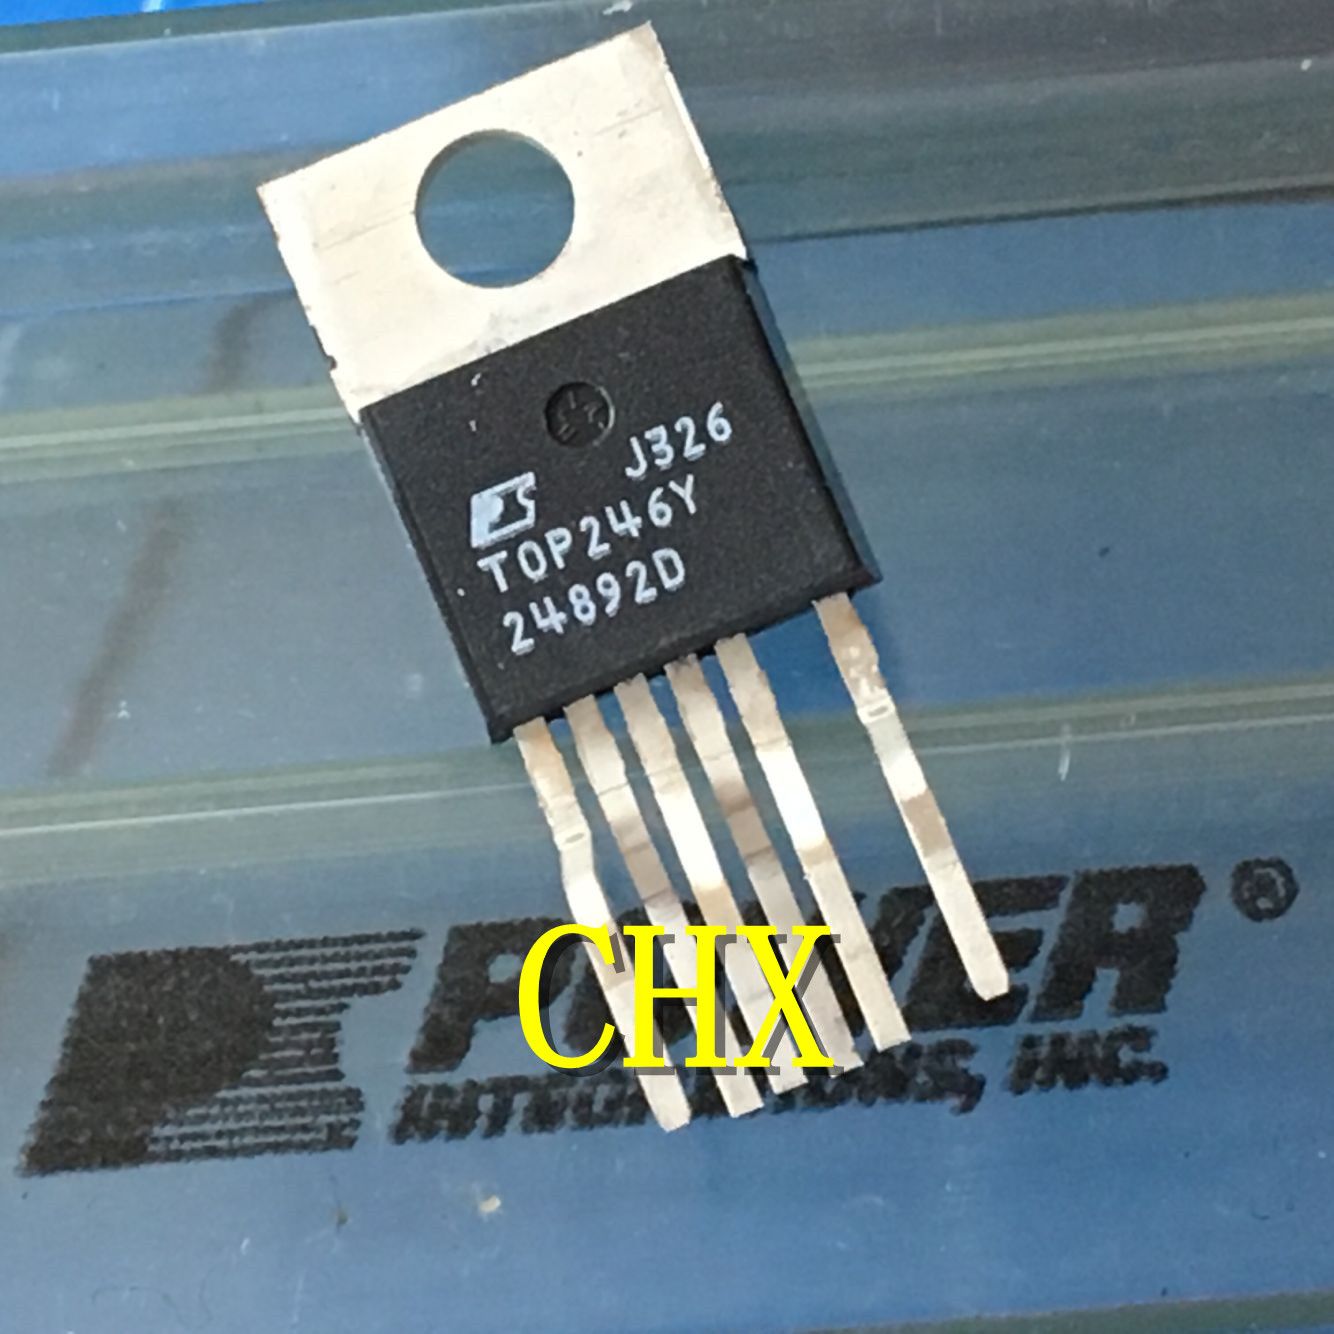 J326
TOP246Y
24892D
POWER ®
INTEGRATIONS, INC.
CHX